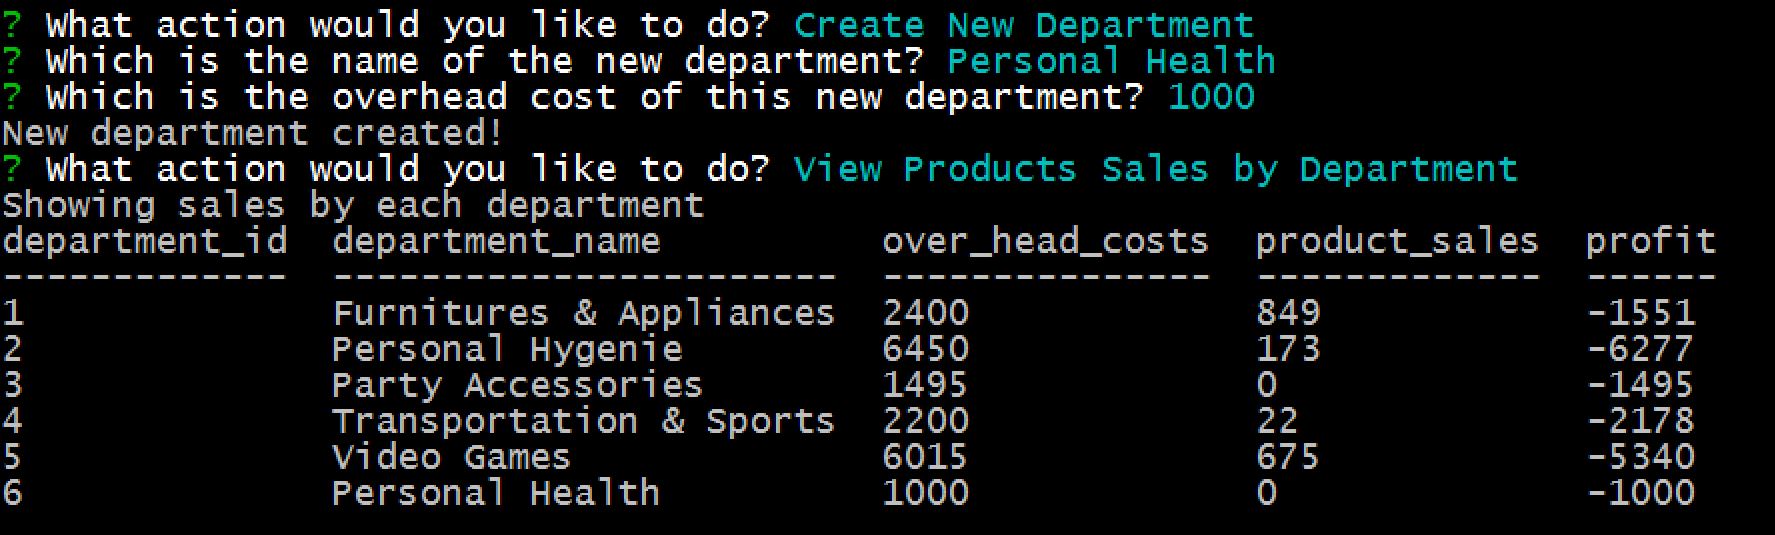 ? What action would you like to do? Create New Department
? Which is the name of the new department? Personal Health
? Which is the overhead cost of this new department? 1000
New department created!
? What action would you like to do? View Products Sales by Department
Showing sales by each department
department_id  department_name          over_head_costs  product_sales  profit
-------------  -----------------------  ---------------  -------------  ------
1              Furnitures & Appliances  2400             849            -1551
2              Personal Hygenie         6450             173            -6277
3              Party Accessories        1495             0              -1495
4              Transportation & Sports  2200             22             -2178
5              Video Games              6015             675            -5340
6              Personal Health          1000             0              -1000